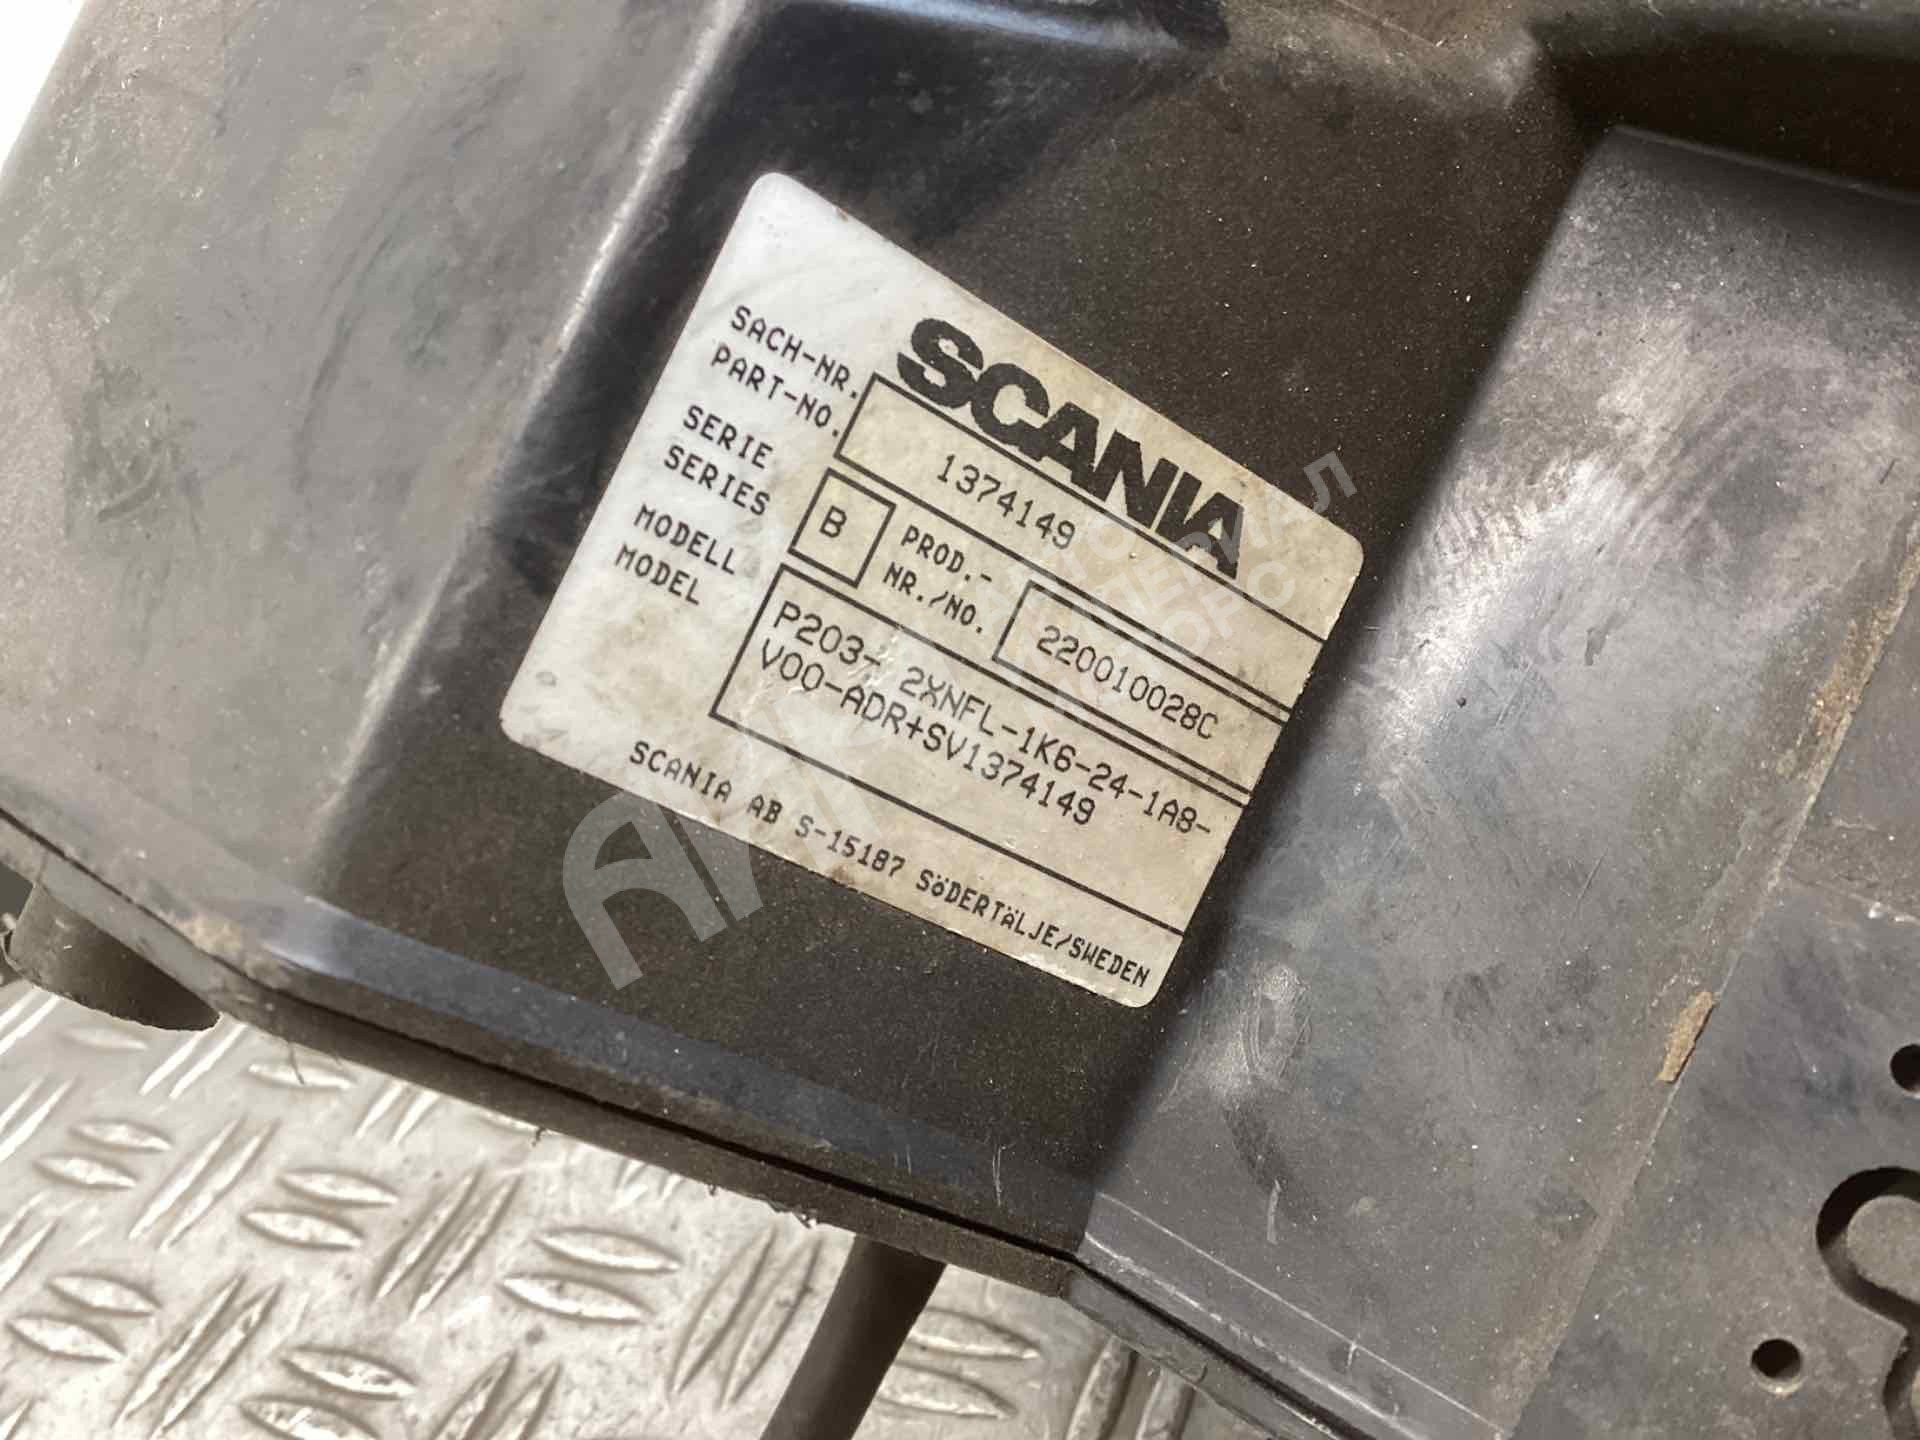 SCANIA
SACH-NR.
PART-NO.
1374149
SERIE
SERIES
B
PROD.-
NR./NO.
220010028C
MODELL
MODEL
P203- 2XNFL-1K6-24-1A8-
V00-ADR+SV1374149
SCANIA AB S-15187 SÖDERTÄLJE/SWEDEN